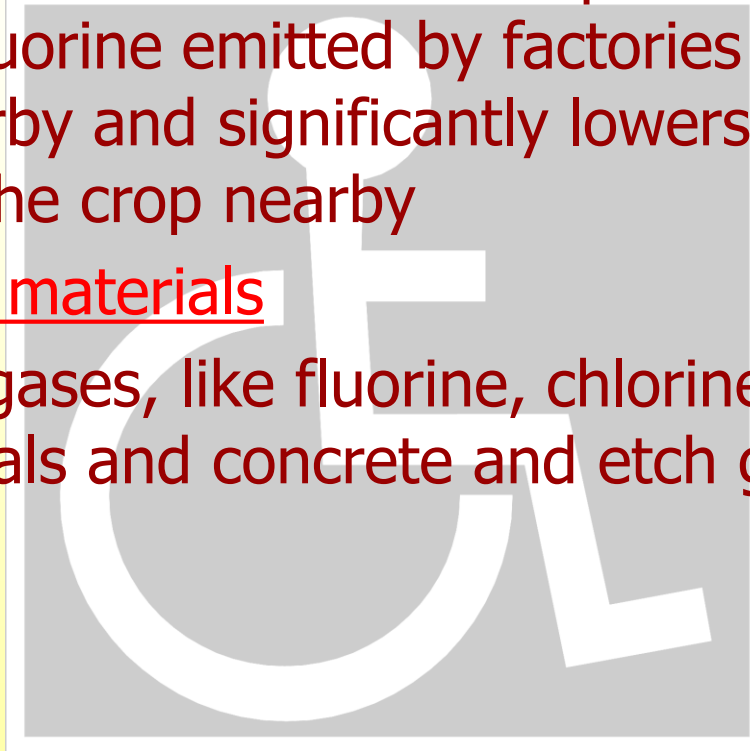 uorine emitted by factories
rby and significantly lowers
he crop nearby
materials
gases, like fluorine, chlorine
als and concrete and etch g